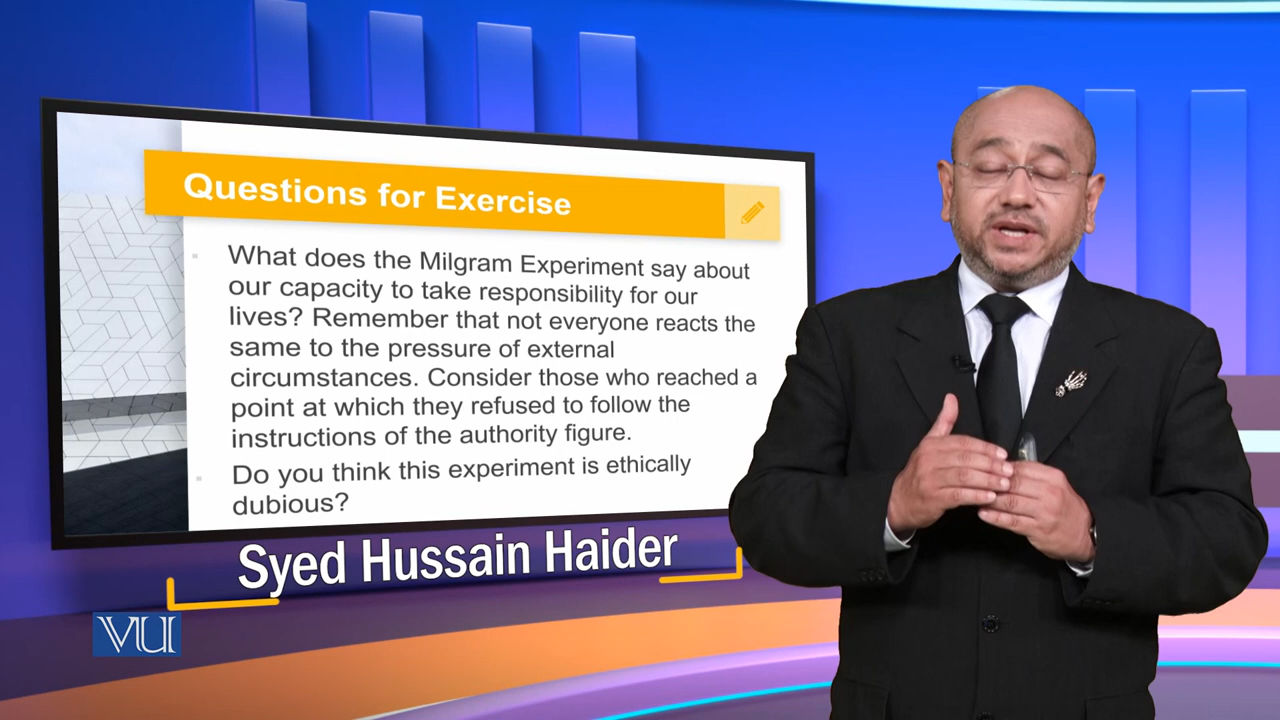 Questions for Exercise
What does the Milgram Experiment say about
our capacity to take responsibility for our
lives? Remember that not everyone reacts the
same to the pressure of external
circumstances. Consider those who reached a
point at which they refused to follow the
instructions of the authority figure.
Do you think this experiment is ethically
dubious?
Syed Hussain Haider
VU